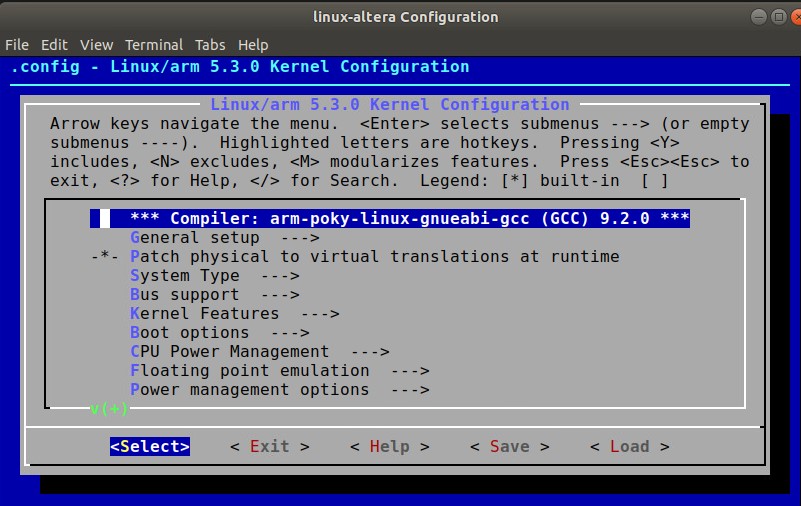 linux-altera Configuration
File Edit View Terminal Tabs Help
.config - Linux/arm 5.3.0 Kernel Configuration
Linux/arm 5.3.0 Kernel Configuration
Arrow keys navigate the menu. <Enter> selects submenus ---> (or empty
submenus ----). Highlighted letters are hotkeys. Pressing <Y>
includes, <N> excludes, <M> modularizes features. Press <Esc><Esc> to
exit, <?> for Help, </> for Search. Legend: [*] built-in [ ]
*** Compiler: arm-poky-linux-gnueabi-gcc (GCC) 9.2.0 ***
General setup --->
-*- Patch physical to virtual translations at runtime
System Type --->
Bus support --->
Kernel Features --->
Boot options --->
CPU Power Management --->
Floating point emulation --->
Power management options --->
v(+)
<Select> < Exit > < Help > < Save > < Load >